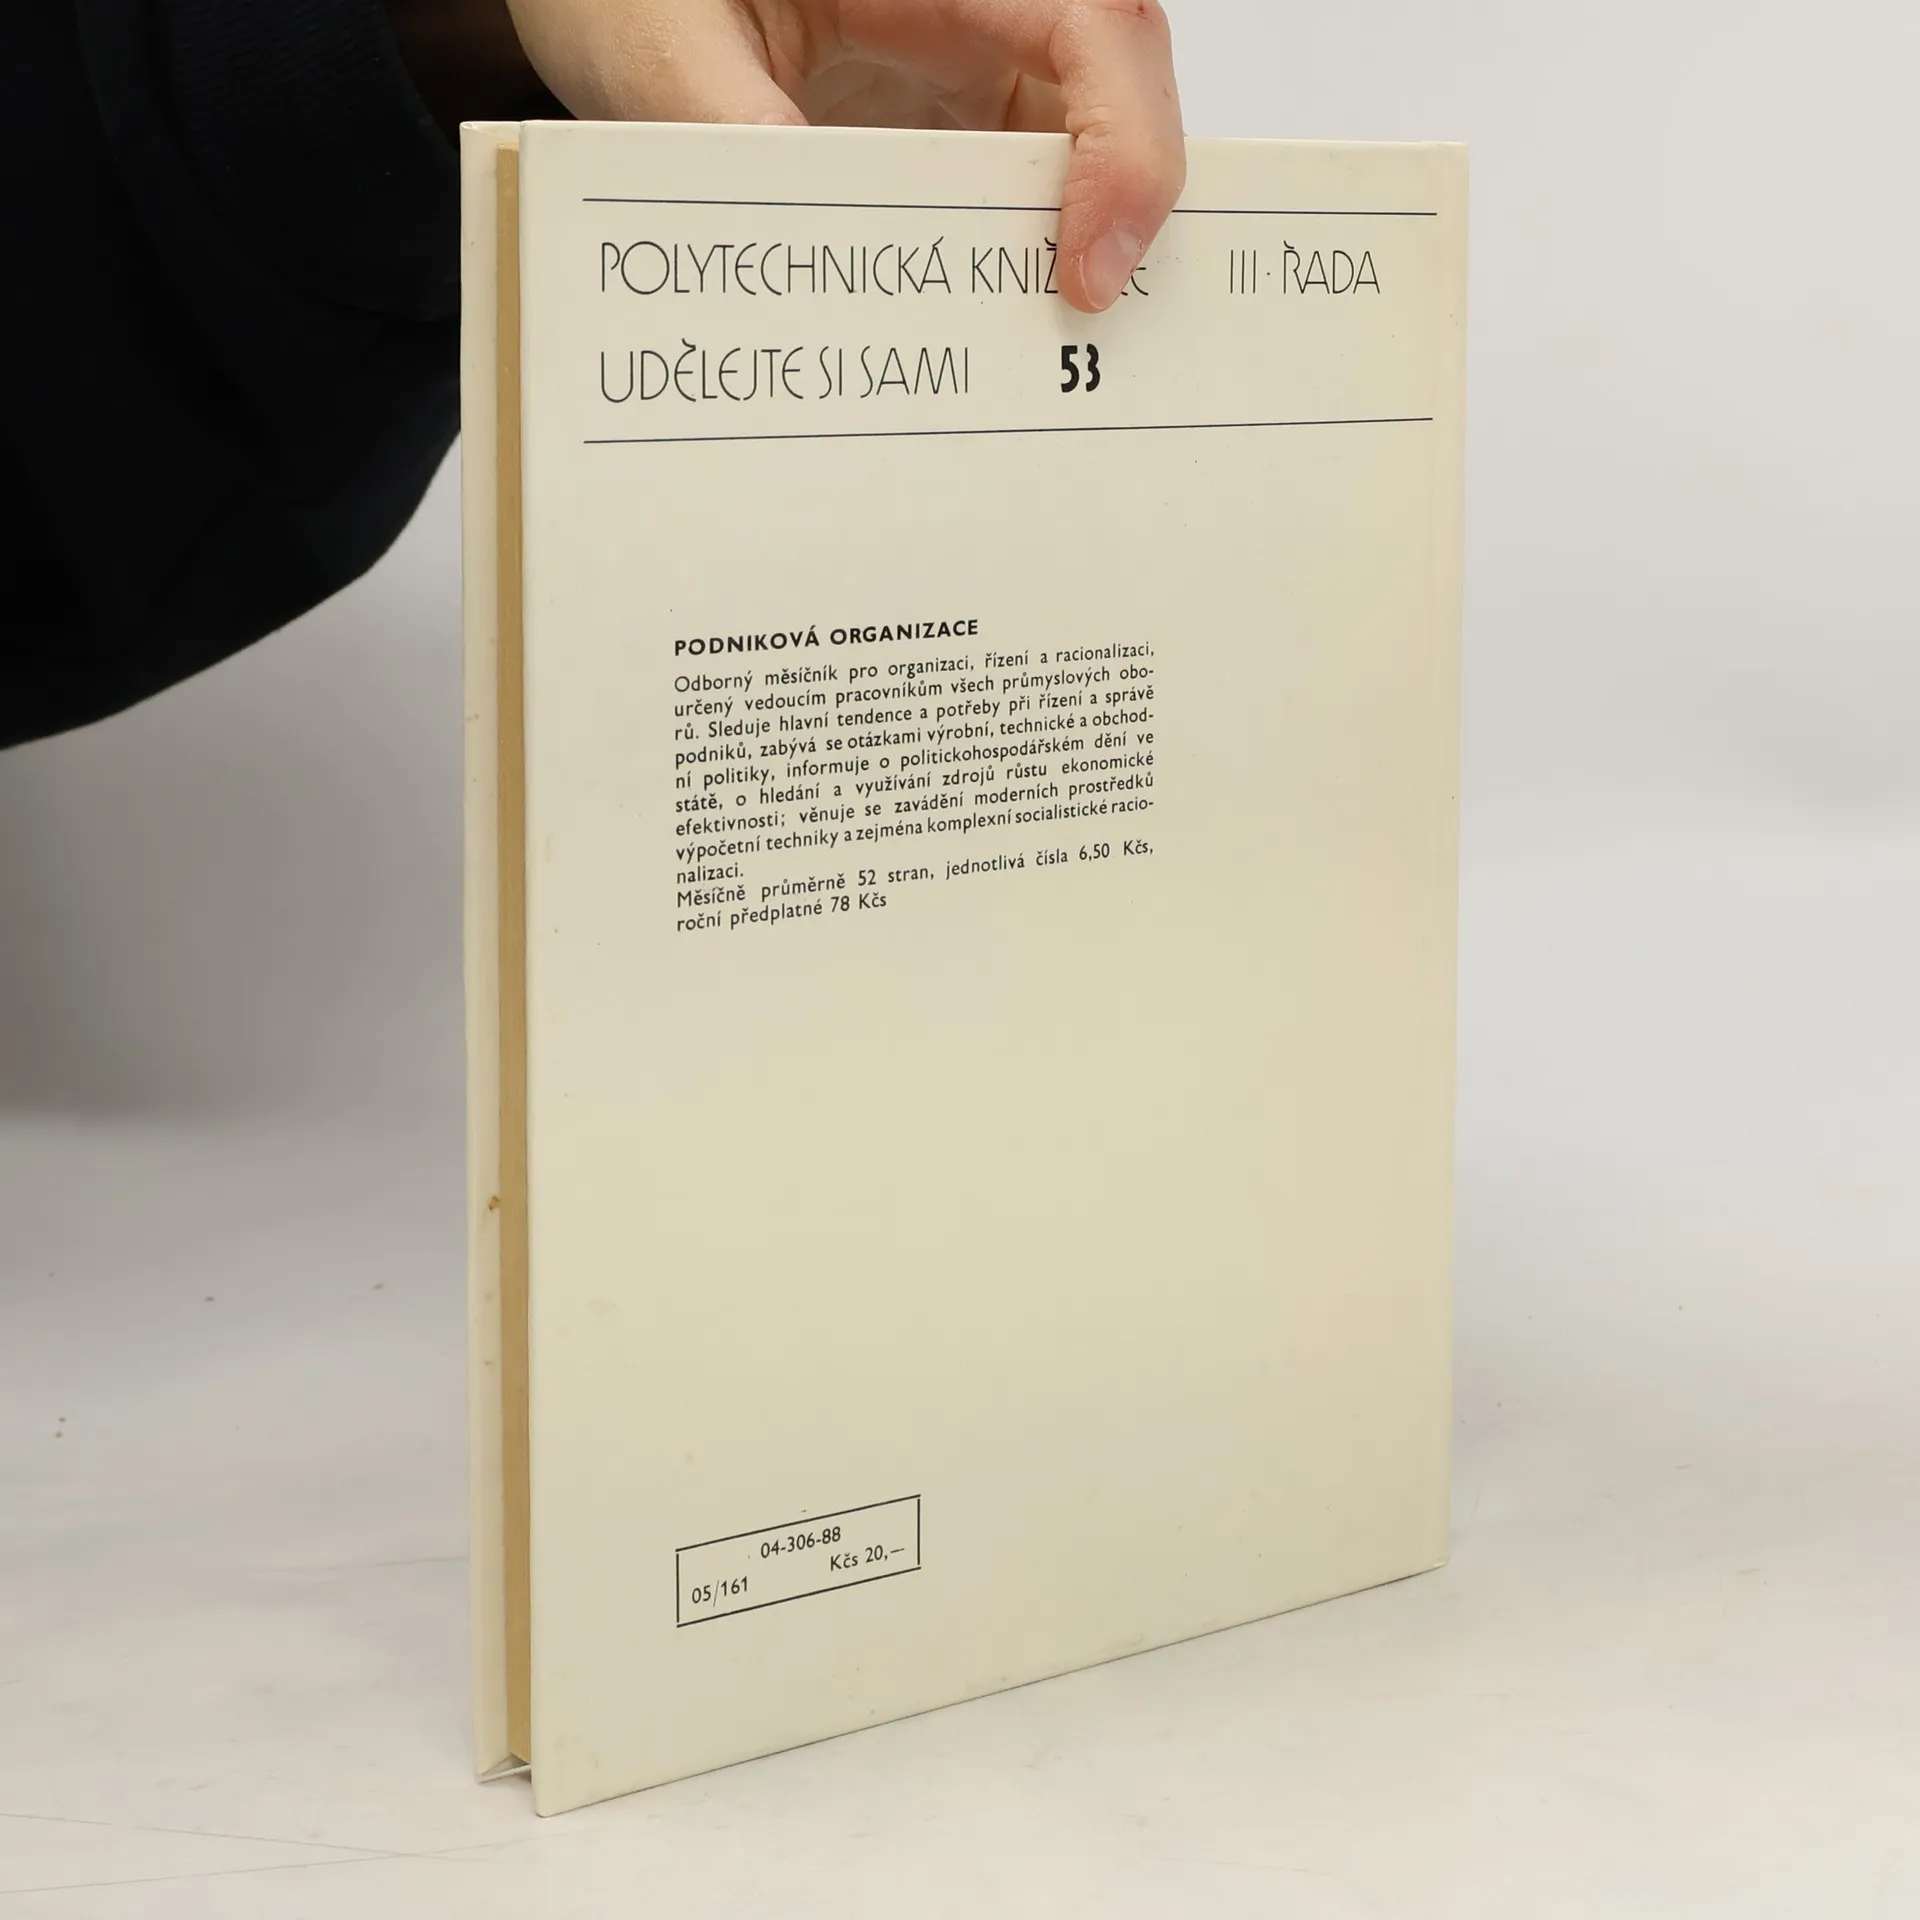 POLYTECHNICKÁ III. ŘADA
UDĚLEJTE SI SAMI 53
PODNIKOVÁ ORGANIZACE
Odborný měsíčník pro organizaci, řízení a racionalizaci,
určený vedoucím pracovníkům všech průmyslových obo-
rů. Sleduje hlavní tendence a potřeby při řízení a správě
podniků, zabývá se otázkami výrobní, technické a obchod-
ní politiky, informuje o politickohospodářském dění ve
státě, o hledání a využívání zdrojů růstu ekonomické
efektivnosti; věnuje se zavádění moderních prostředků
výpočetní techniky a zejména komplexní socialistické racio-
nalizaci.
Měsíčně průměrně 52 stran, jednotlivá čísla 6,50 Kčs,
roční předplatné 78 Kčs
04-306-88
Kčs 20,—
05/161